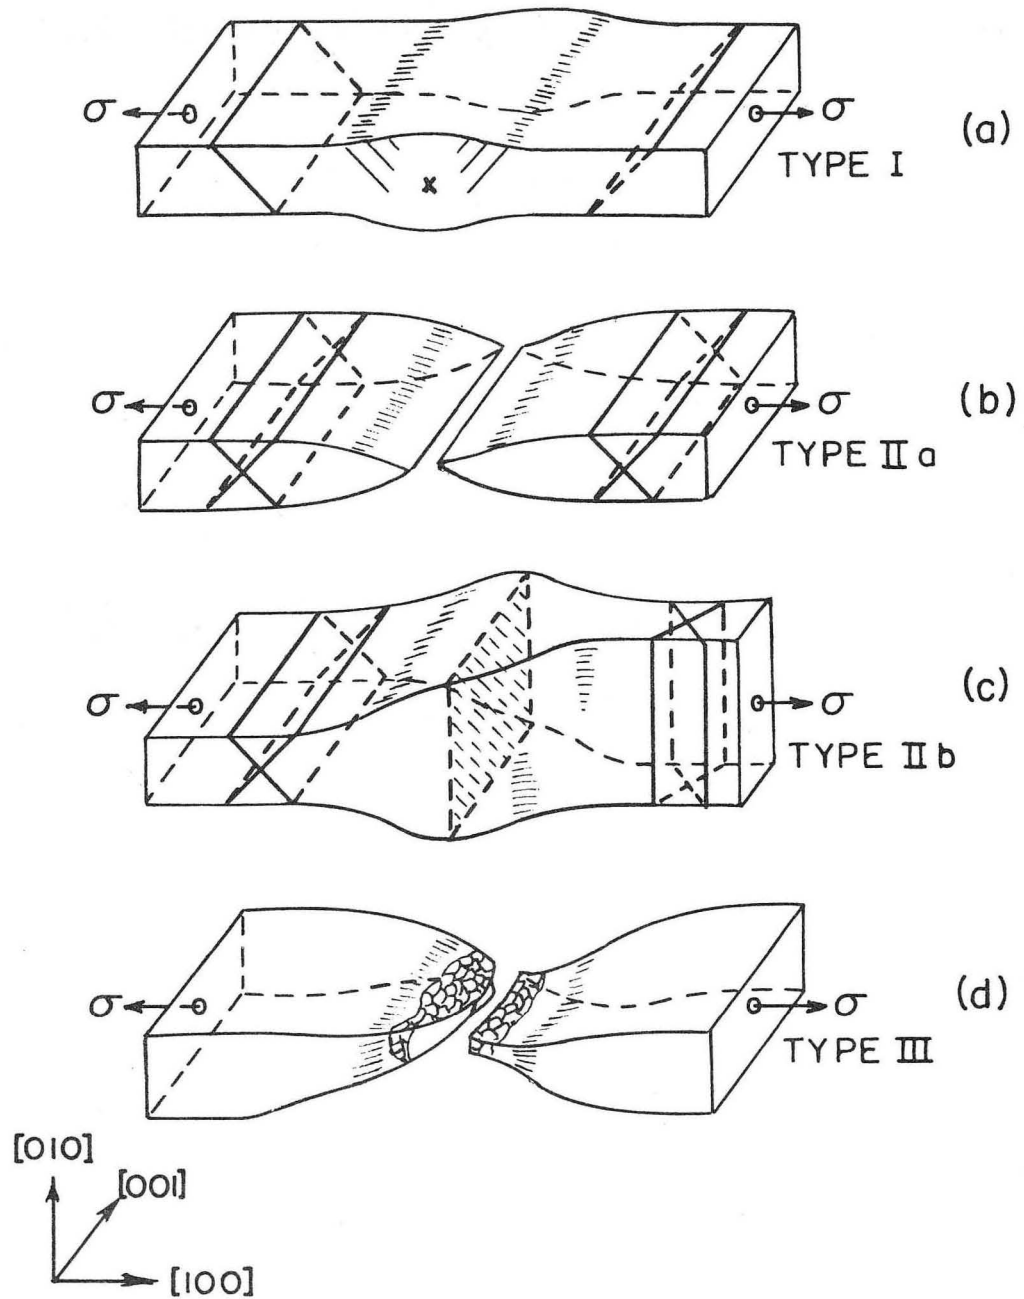 σ σ (a)
TYPE I
x
σ σ (b)
TYPE II a
σ σ (c)
TYPE II b
σ σ (d)
TYPE III
[010]
[001]
[100]